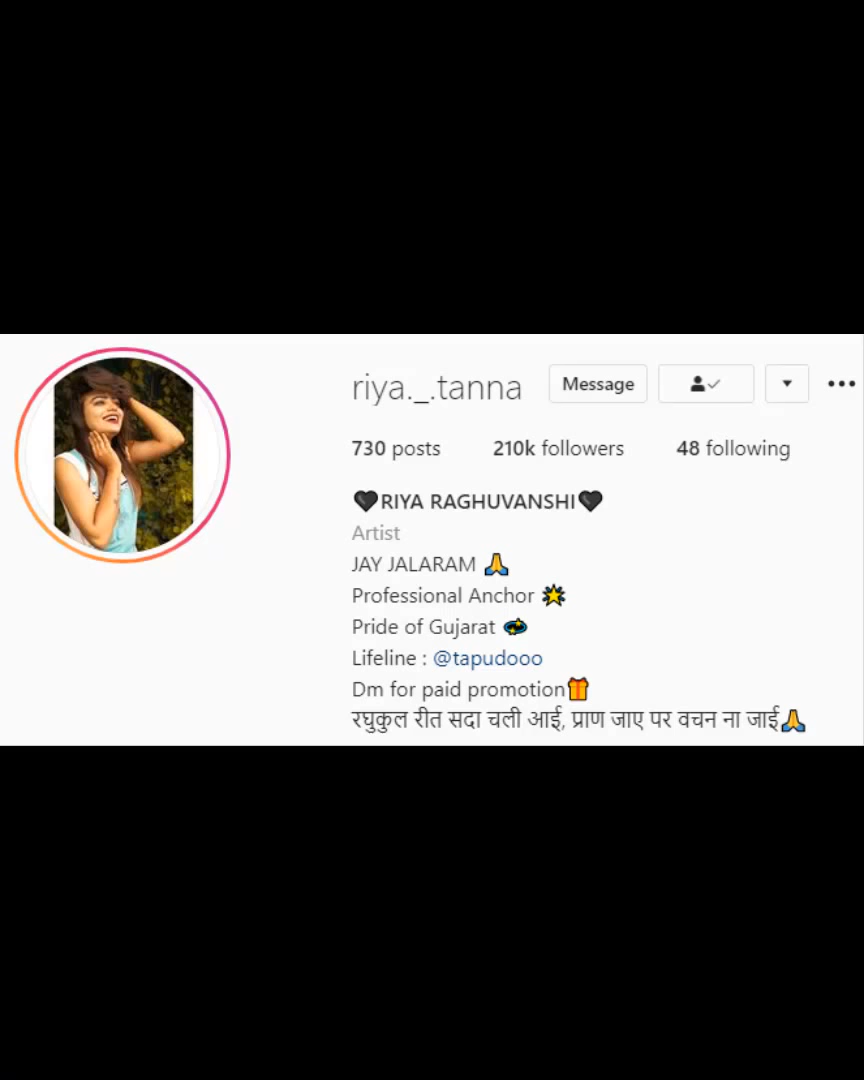 riya._.tanna Message
730 posts 210k followers 48 following
🖤RIYA RAGHUVANSHI🖤
Artist
JAY JALARAM 🙏
Professional Anchor 🌟
Pride of Gujarat 💫
Lifeline : @tapudooo
Dm for paid promotion🎁
रघुकुल रीत सदा चली आई, प्राण जाए पर वचन ना जाई🙏